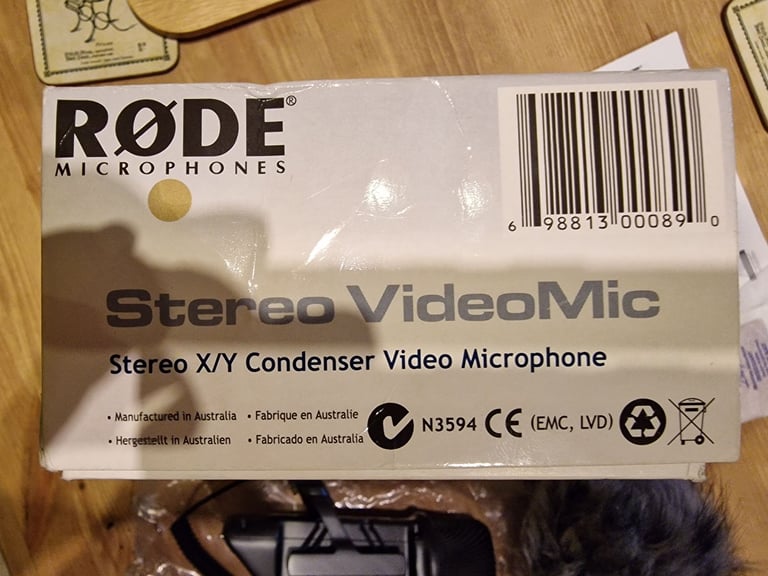 RØDE®
MICROPHONES
6 98813 00089 0
Stereo VideoMic
Stereo X/Y Condenser Video Microphone
• Manufactured in Australia • Fabrique en Australie
• Hergestellt in Australien • Fabricado en Australia
N3594 CE (EMC, LVD)